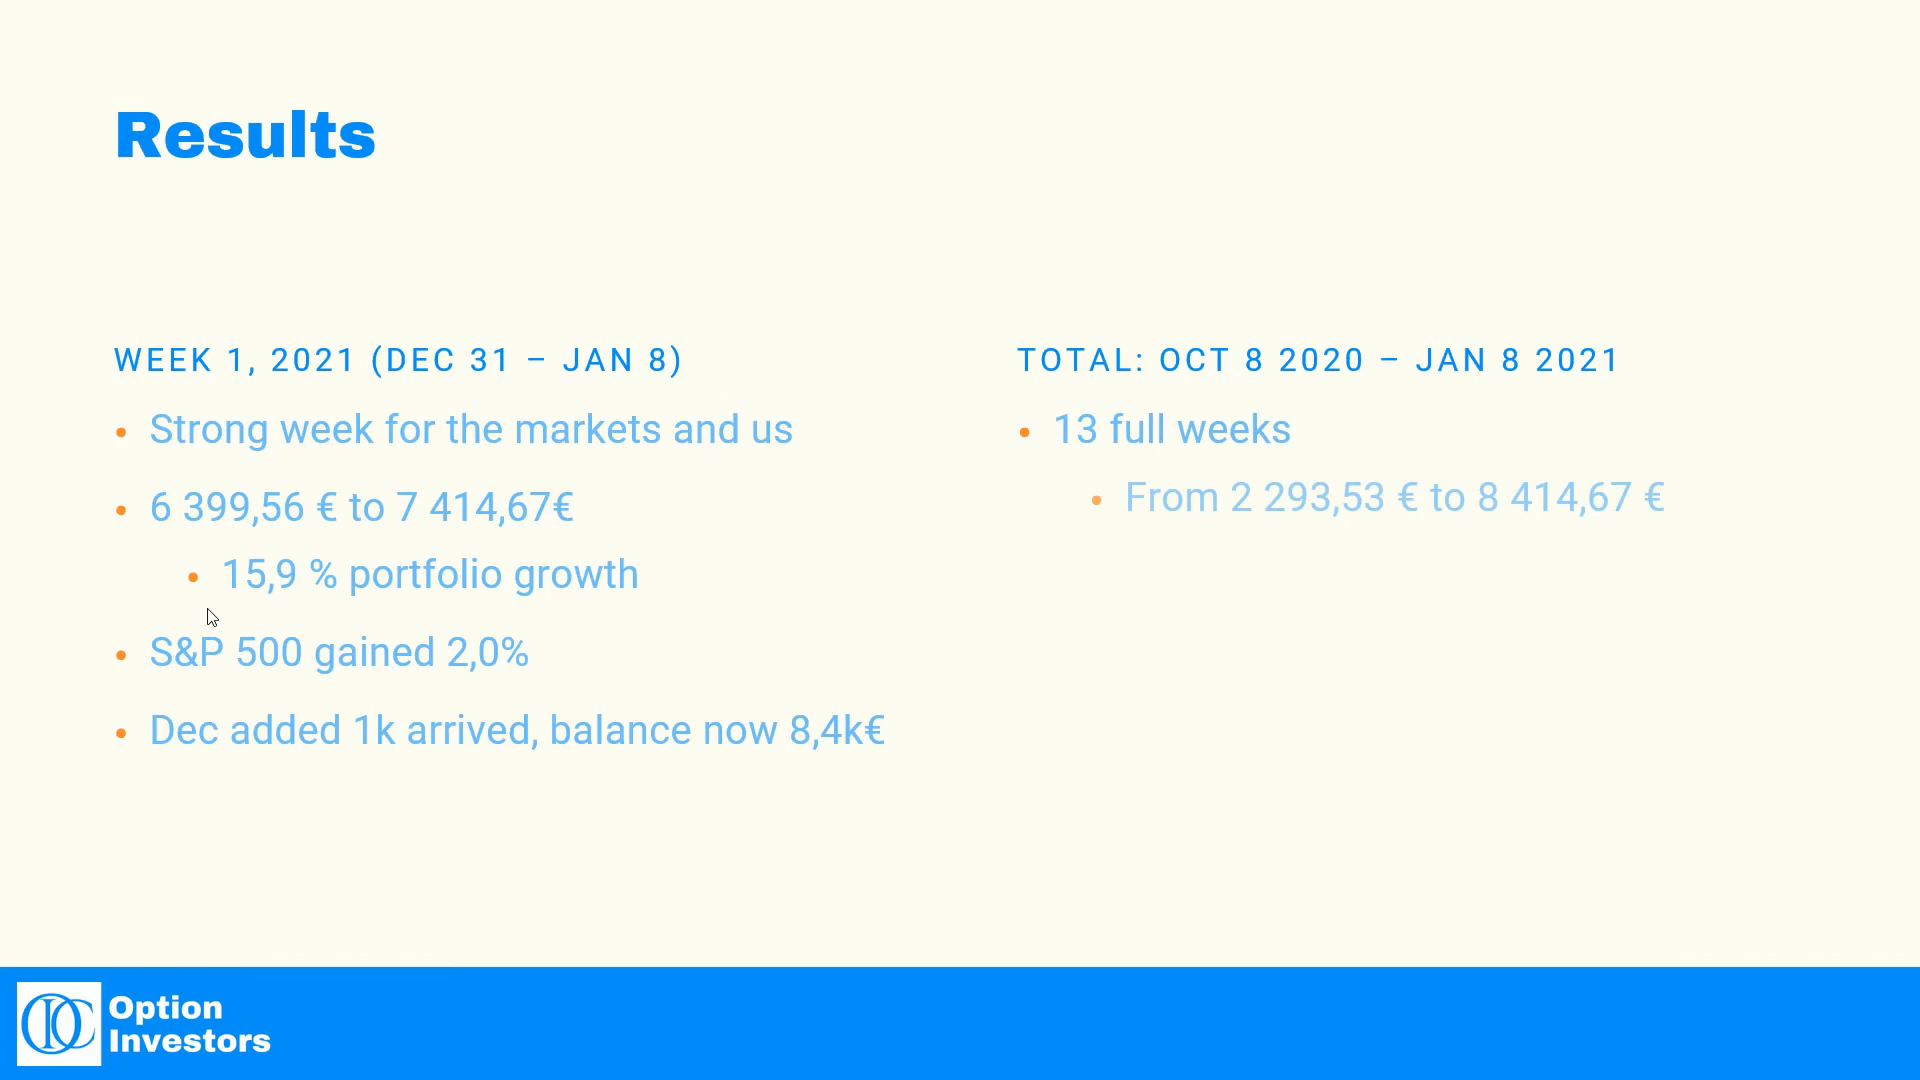 Results
WEEK 1, 2021 (DEC 31 – JAN 8)
• Strong week for the markets and us
• 6 399,56 € to 7 414,67€
• 15,9 % portfolio growth
• S&P 500 gained 2,0%
• Dec added 1k arrived, balance now 8,4k€
TOTAL: OCT 8 2020 – JAN 8 2021
• 13 full weeks
• From 2 293,53 € to 8 414,67 €
Option
Investors